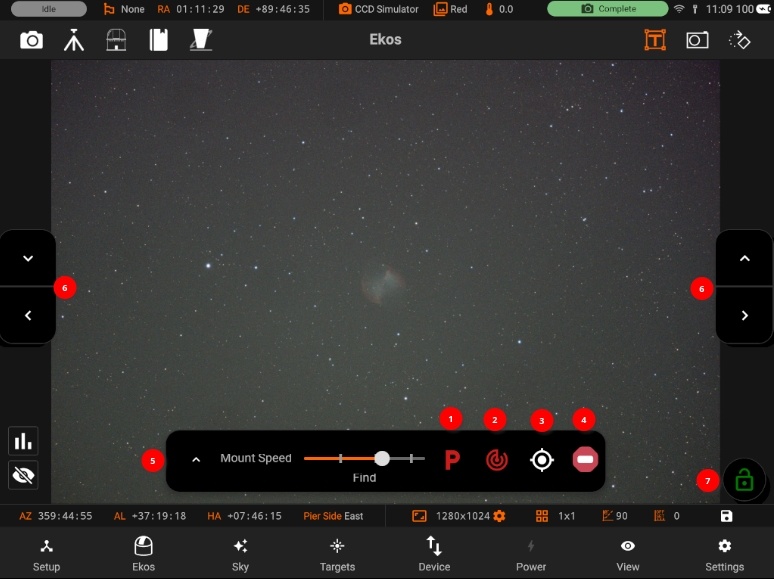 Idle None RA 01:11:29 DE +89:46:35 CCD Simulator Red 0.0 Complete 11:09 100
Ekos T
6 6
1 2 3 4
5 Mount Speed P
Find
7
AZ 359:44:55 AL +37:19:18 HA +07:46:15 Pier Side East 1280x1024 1x1 90 0
Setup Ekos Sky Targets Device Power View Settings